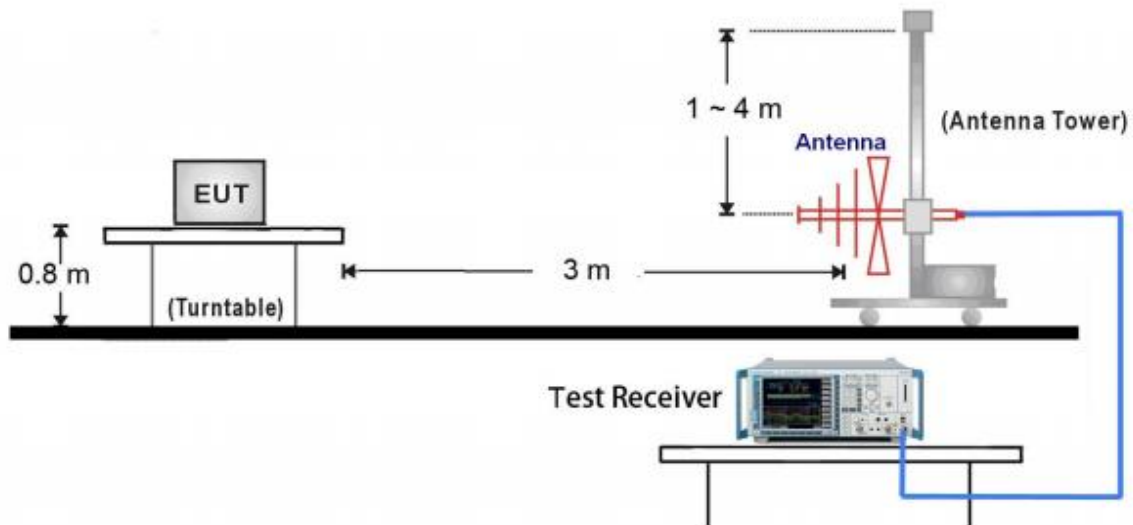 1 ~ 4 m
(Antenna Tower)
Antenna
EUT
0.8 m
3 m
(Turntable)
Test Receiver